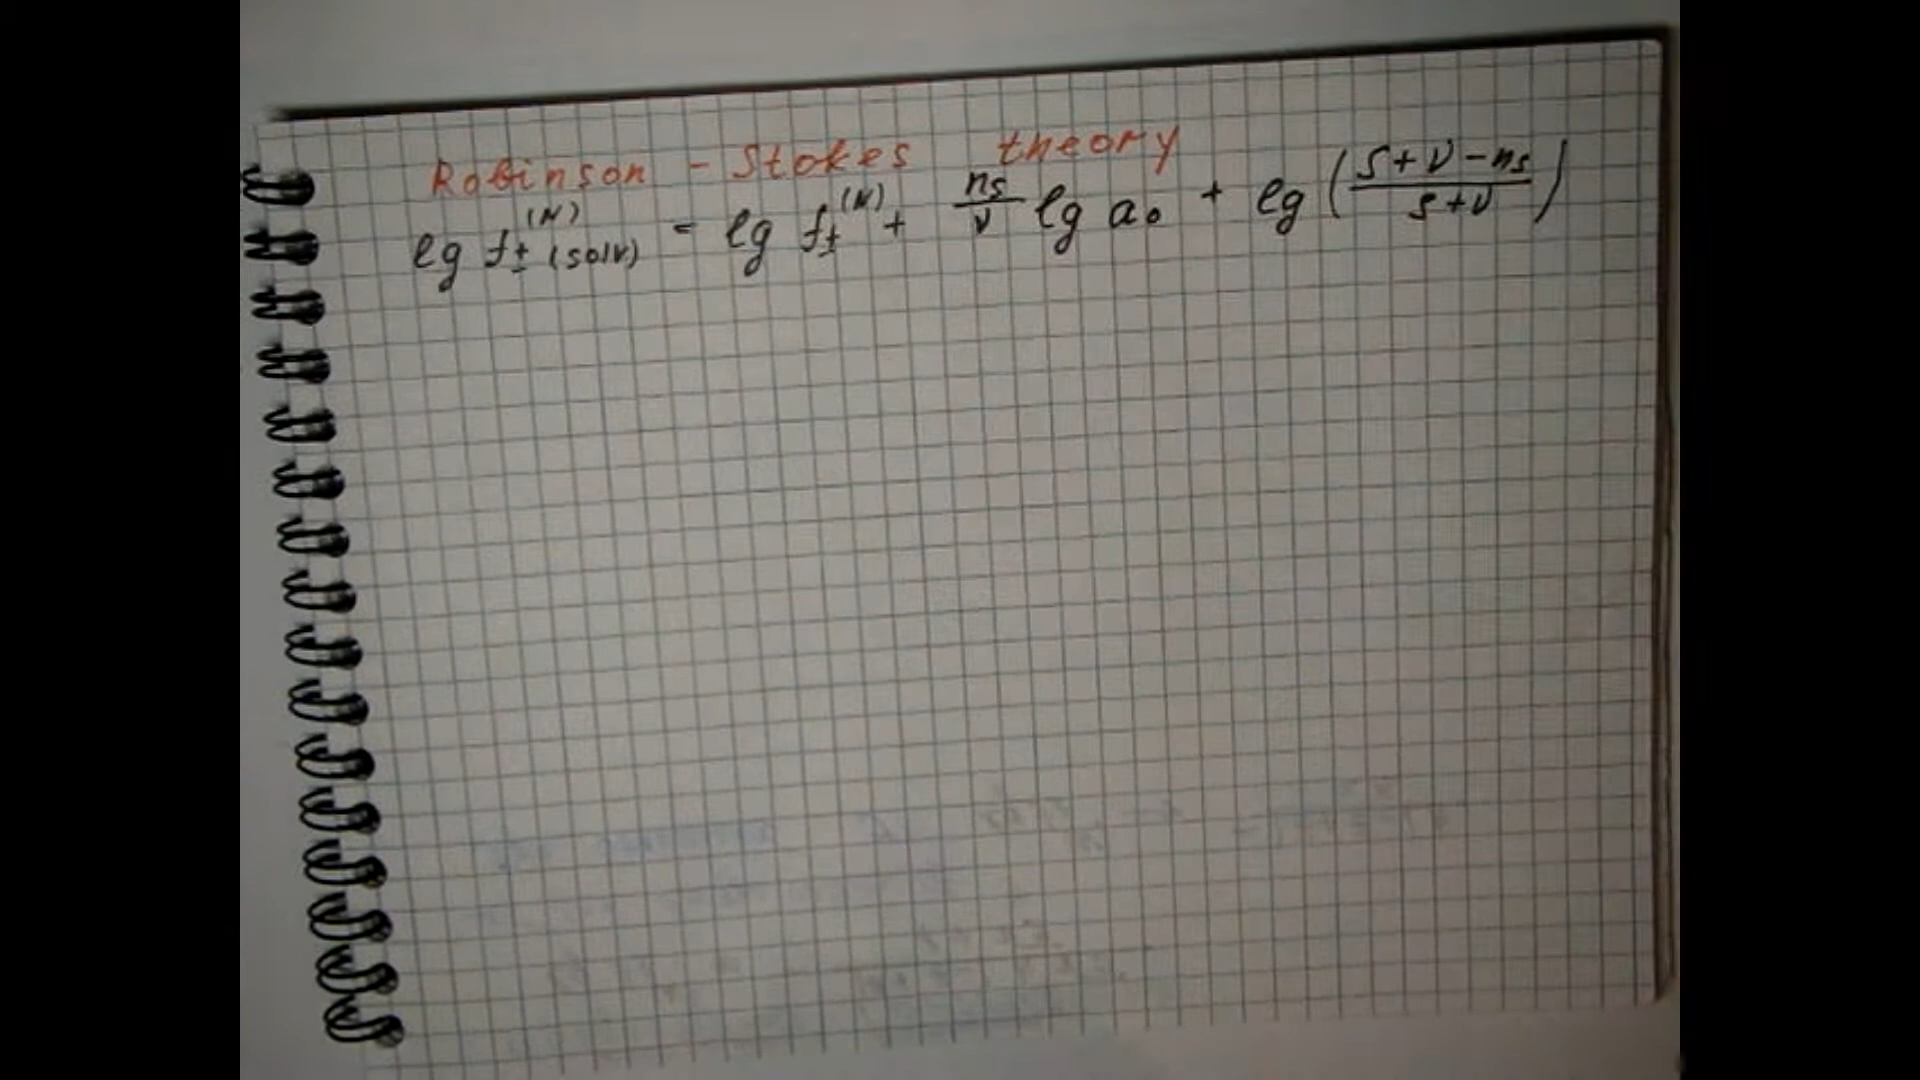 Robinson - Stokes theory
lg f±(solv)^(N) = lg f±^(N) + ns/ν lg a₀ + lg (S+ν-ns / S+ν)